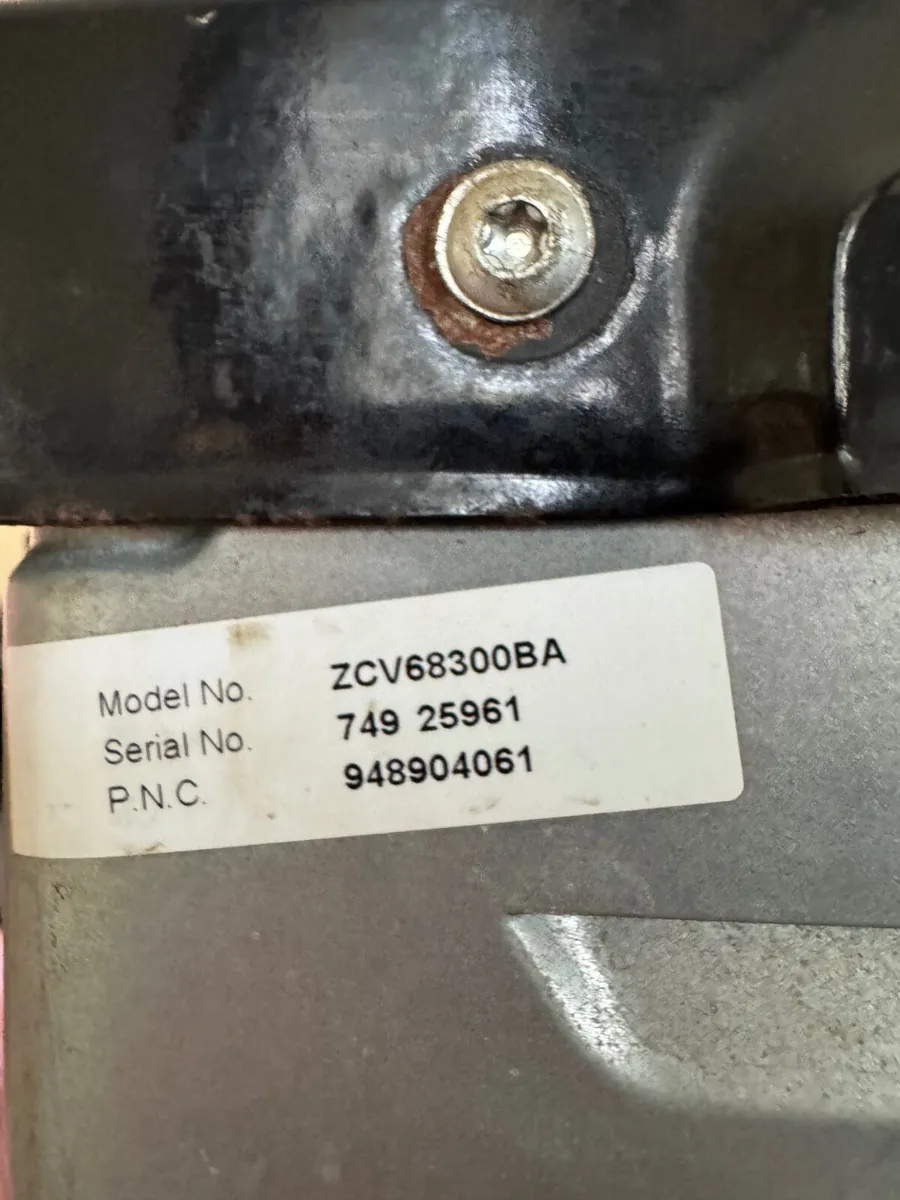 Model No. ZCV68300BA
Serial No. 749 25961
P.N.C. 948904061